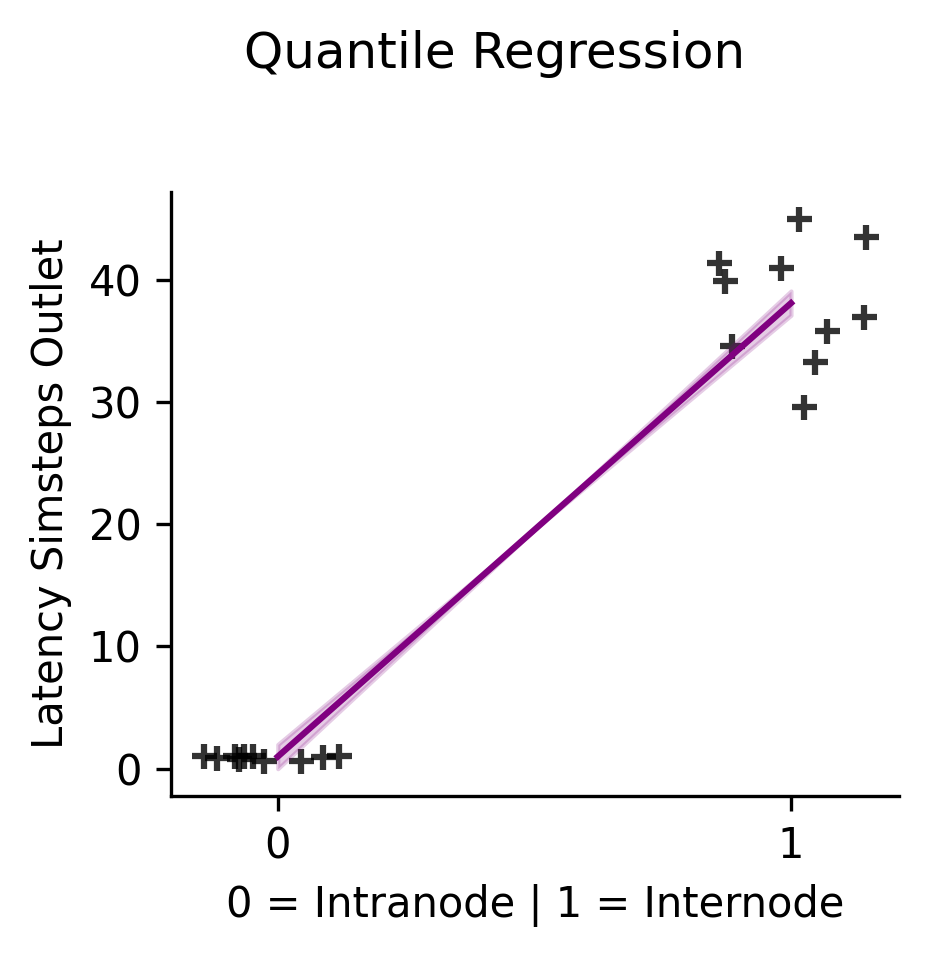 Quantile Regression
Latency Simsteps Outlet
40
30
20
10
0
0
1
0 = Intranode | 1 = Internode